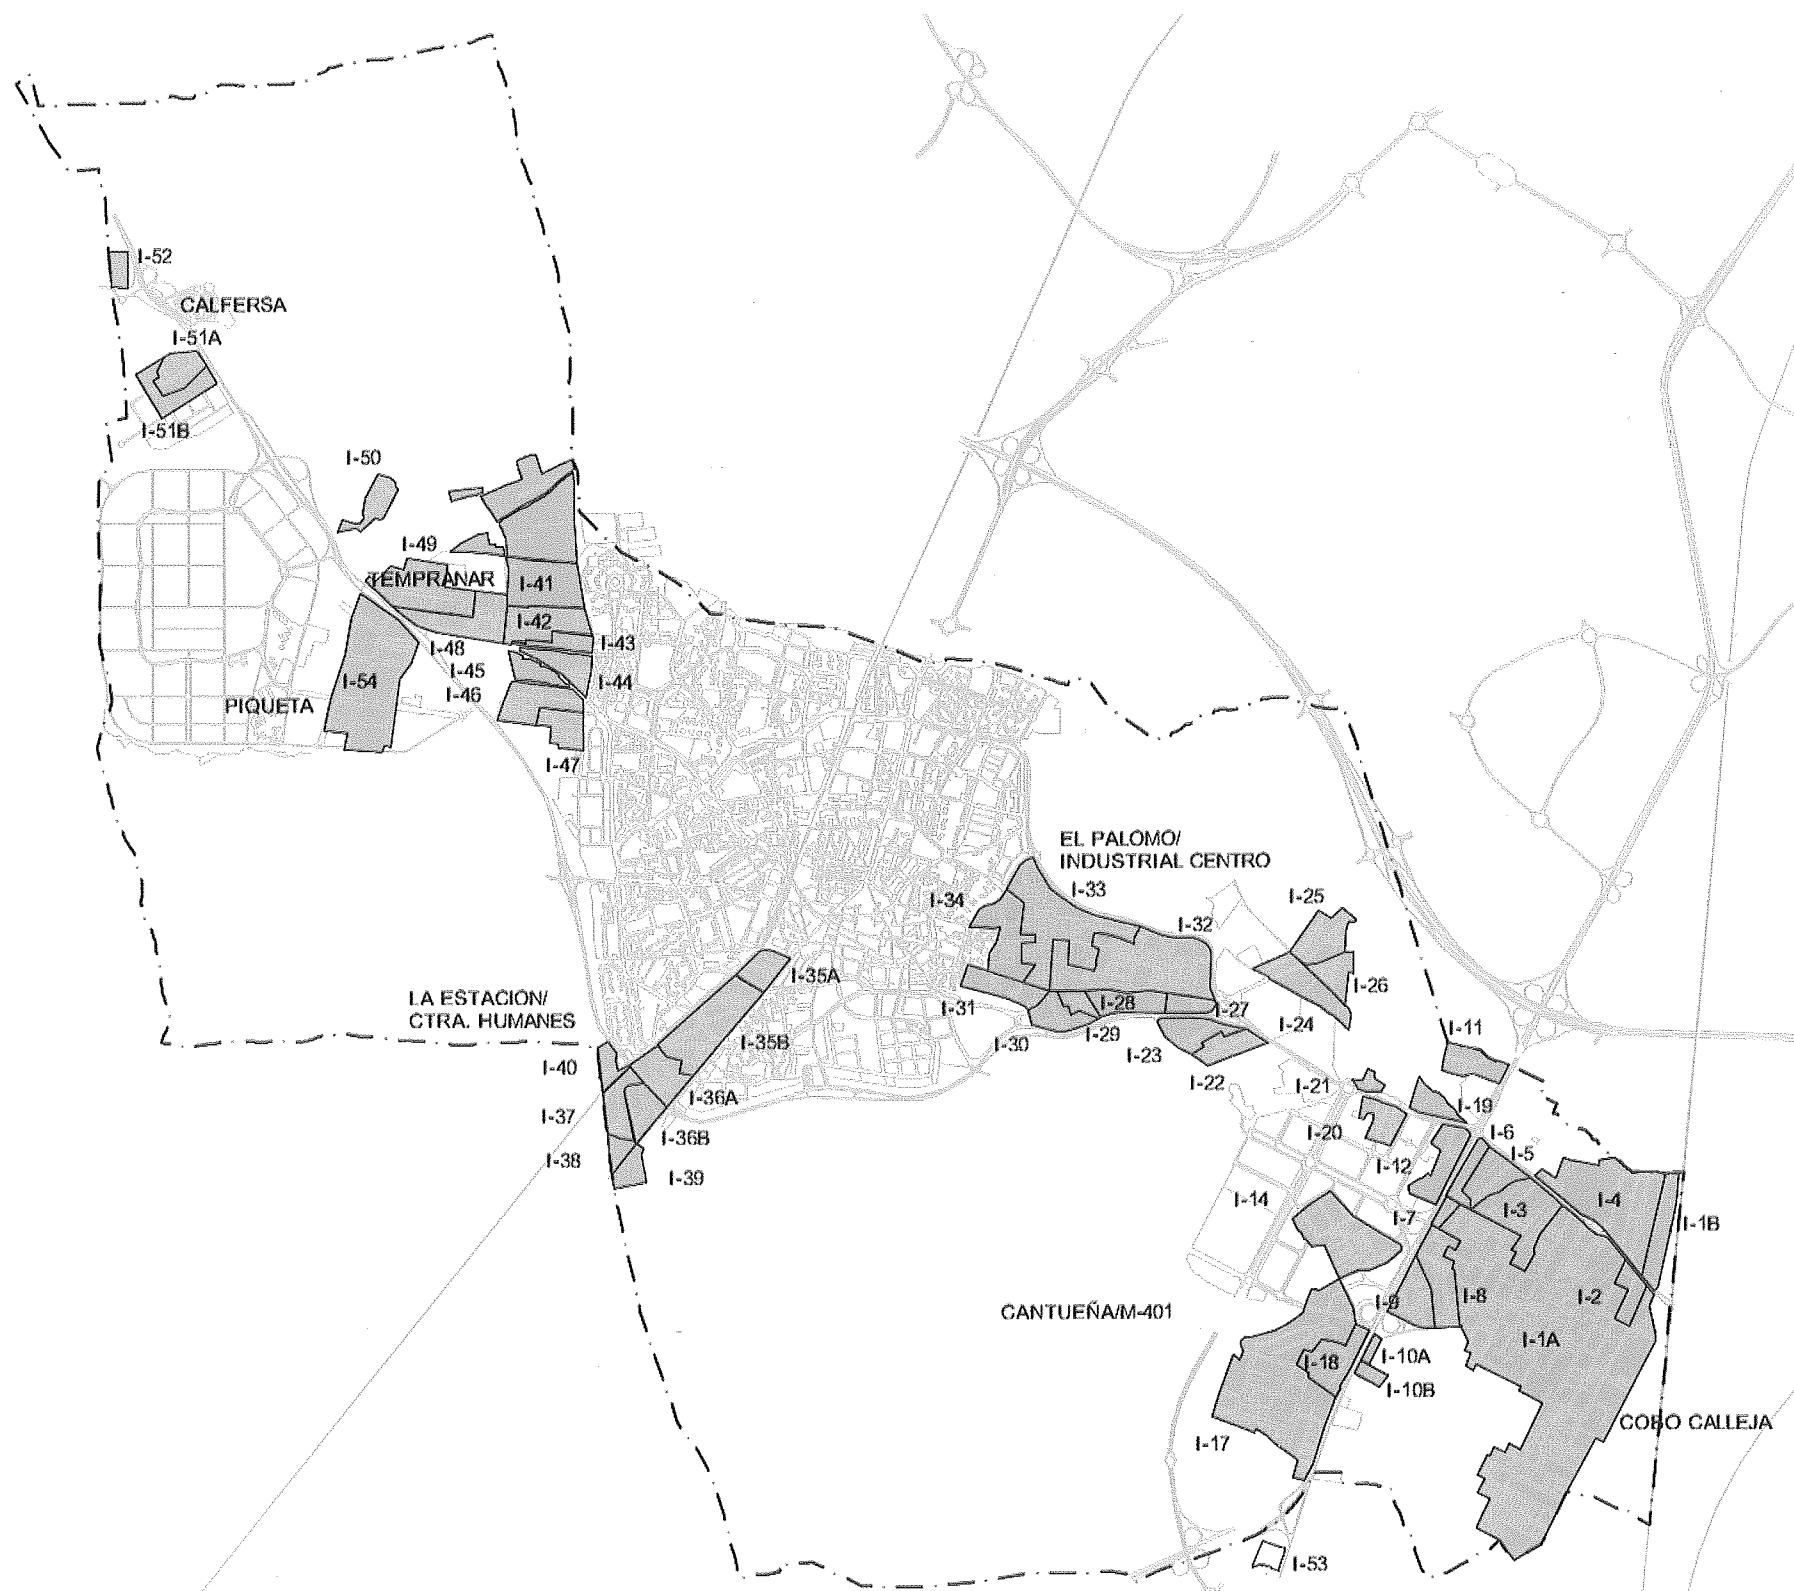 I-52
CALFERSA
I-51A
I-51B
I-50
I-49
TEMPRANAR
I-41
I-42
I-43
I-48
I-45
I-44
I-54
I-46
PIQUETA
I-47
EL PALOMO/
INDUSTRIAL CENTRO
I-33
I-34
I-25
I-32
I-35A
I-26
LA ESTACION/
CTRA. HUMANES
I-31
I-28
I-27
I-24
I-11
I-35B
I-30
I-29
I-23
I-40
I-22
I-21
I-36A
I-19
I-37
I-36B
I-20
I-6
I-5
I-38
I-12
I-39
I-14
I-4
I-3
I-7
I-1B
I-9
I-8
I-2
CANTUEÑA/M-401
I-1A
I-18
I-10A
I-10B
COBO CALLEJA
I-17
I-53